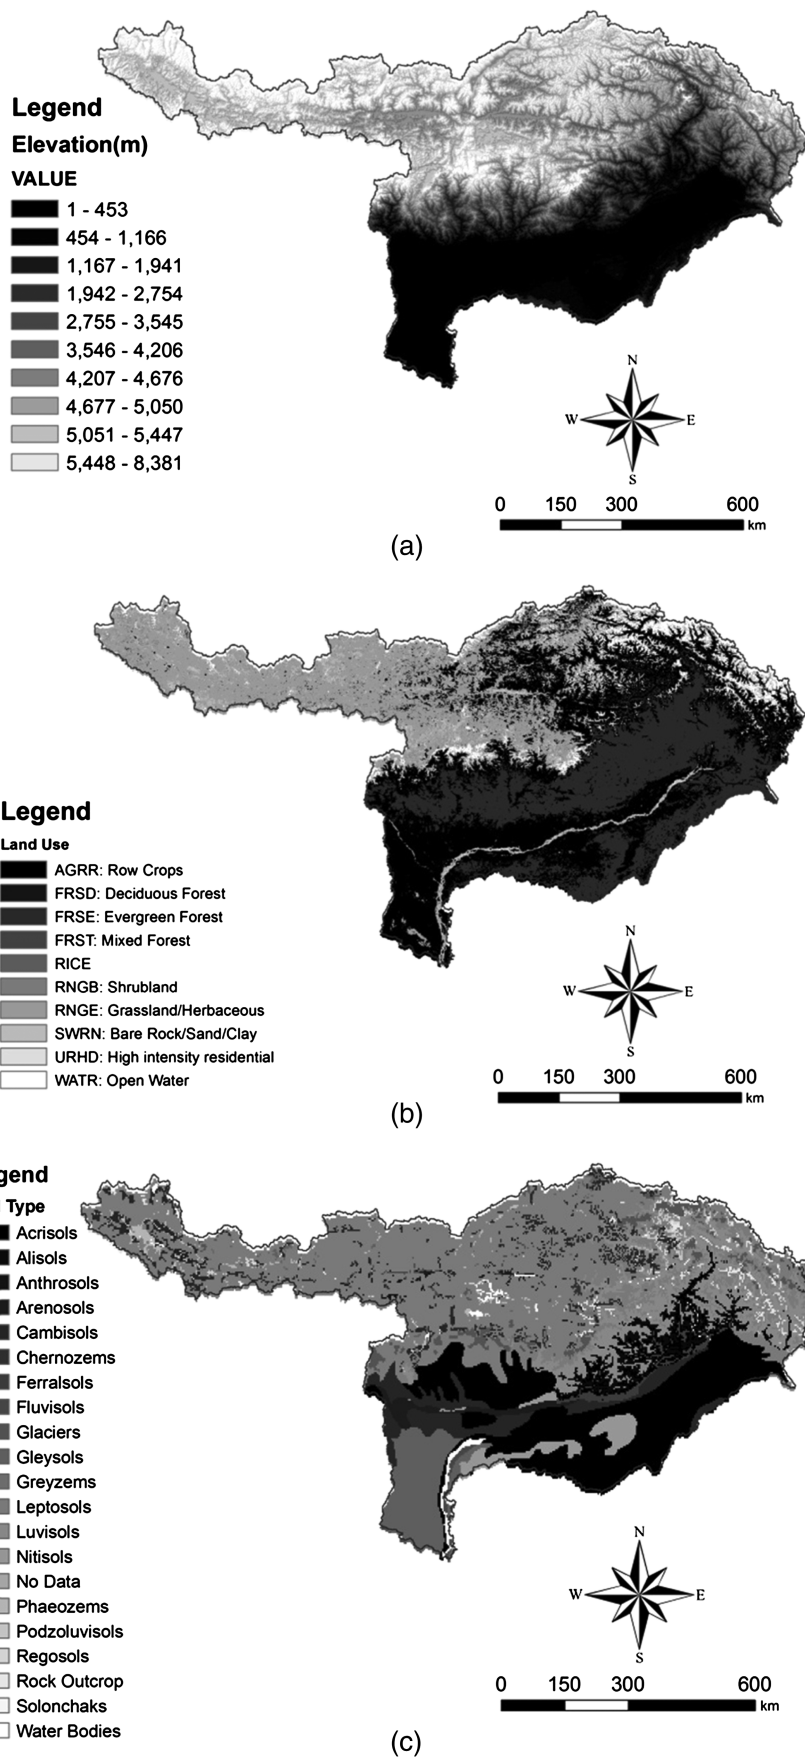 Legend
Elevation(m)
VALUE
1 - 453
454 - 1,166
1,167 - 1,941
1,942 - 2,754
2,755 - 3,545
3,546 - 4,206
4,207 - 4,676
4,677 - 5,050
5,051 - 5,447
5,448 - 8,381
N
W E
S
0 150 300 600
km
(a)
Legend
Land Use
AGRR: Row Crops
FRSD: Deciduous Forest
FRSE: Evergreen Forest
FRST: Mixed Forest
RICE
RNGB: Shrubland
RNGE: Grassland/Herbaceous
SWRN: Bare Rock/Sand/Clay
URHD: High intensity residential
WATR: Open Water
N
W E
S
0 150 300 600
km
(b)
gend
Type
Acrisols
Alisols
Anthrosols
Arenosols
Cambisols
Chernozems
Ferralsols
Fluvisols
Glaciers
Gleysols
Greyzems
Leptosols
Luvisols
Nitisols
No Data
Phaeozems
Podzoluvisols
Regosols
Rock Outcrop
Solonchaks
Water Bodies
N
W E
S
0 150 300 600
km
(c)